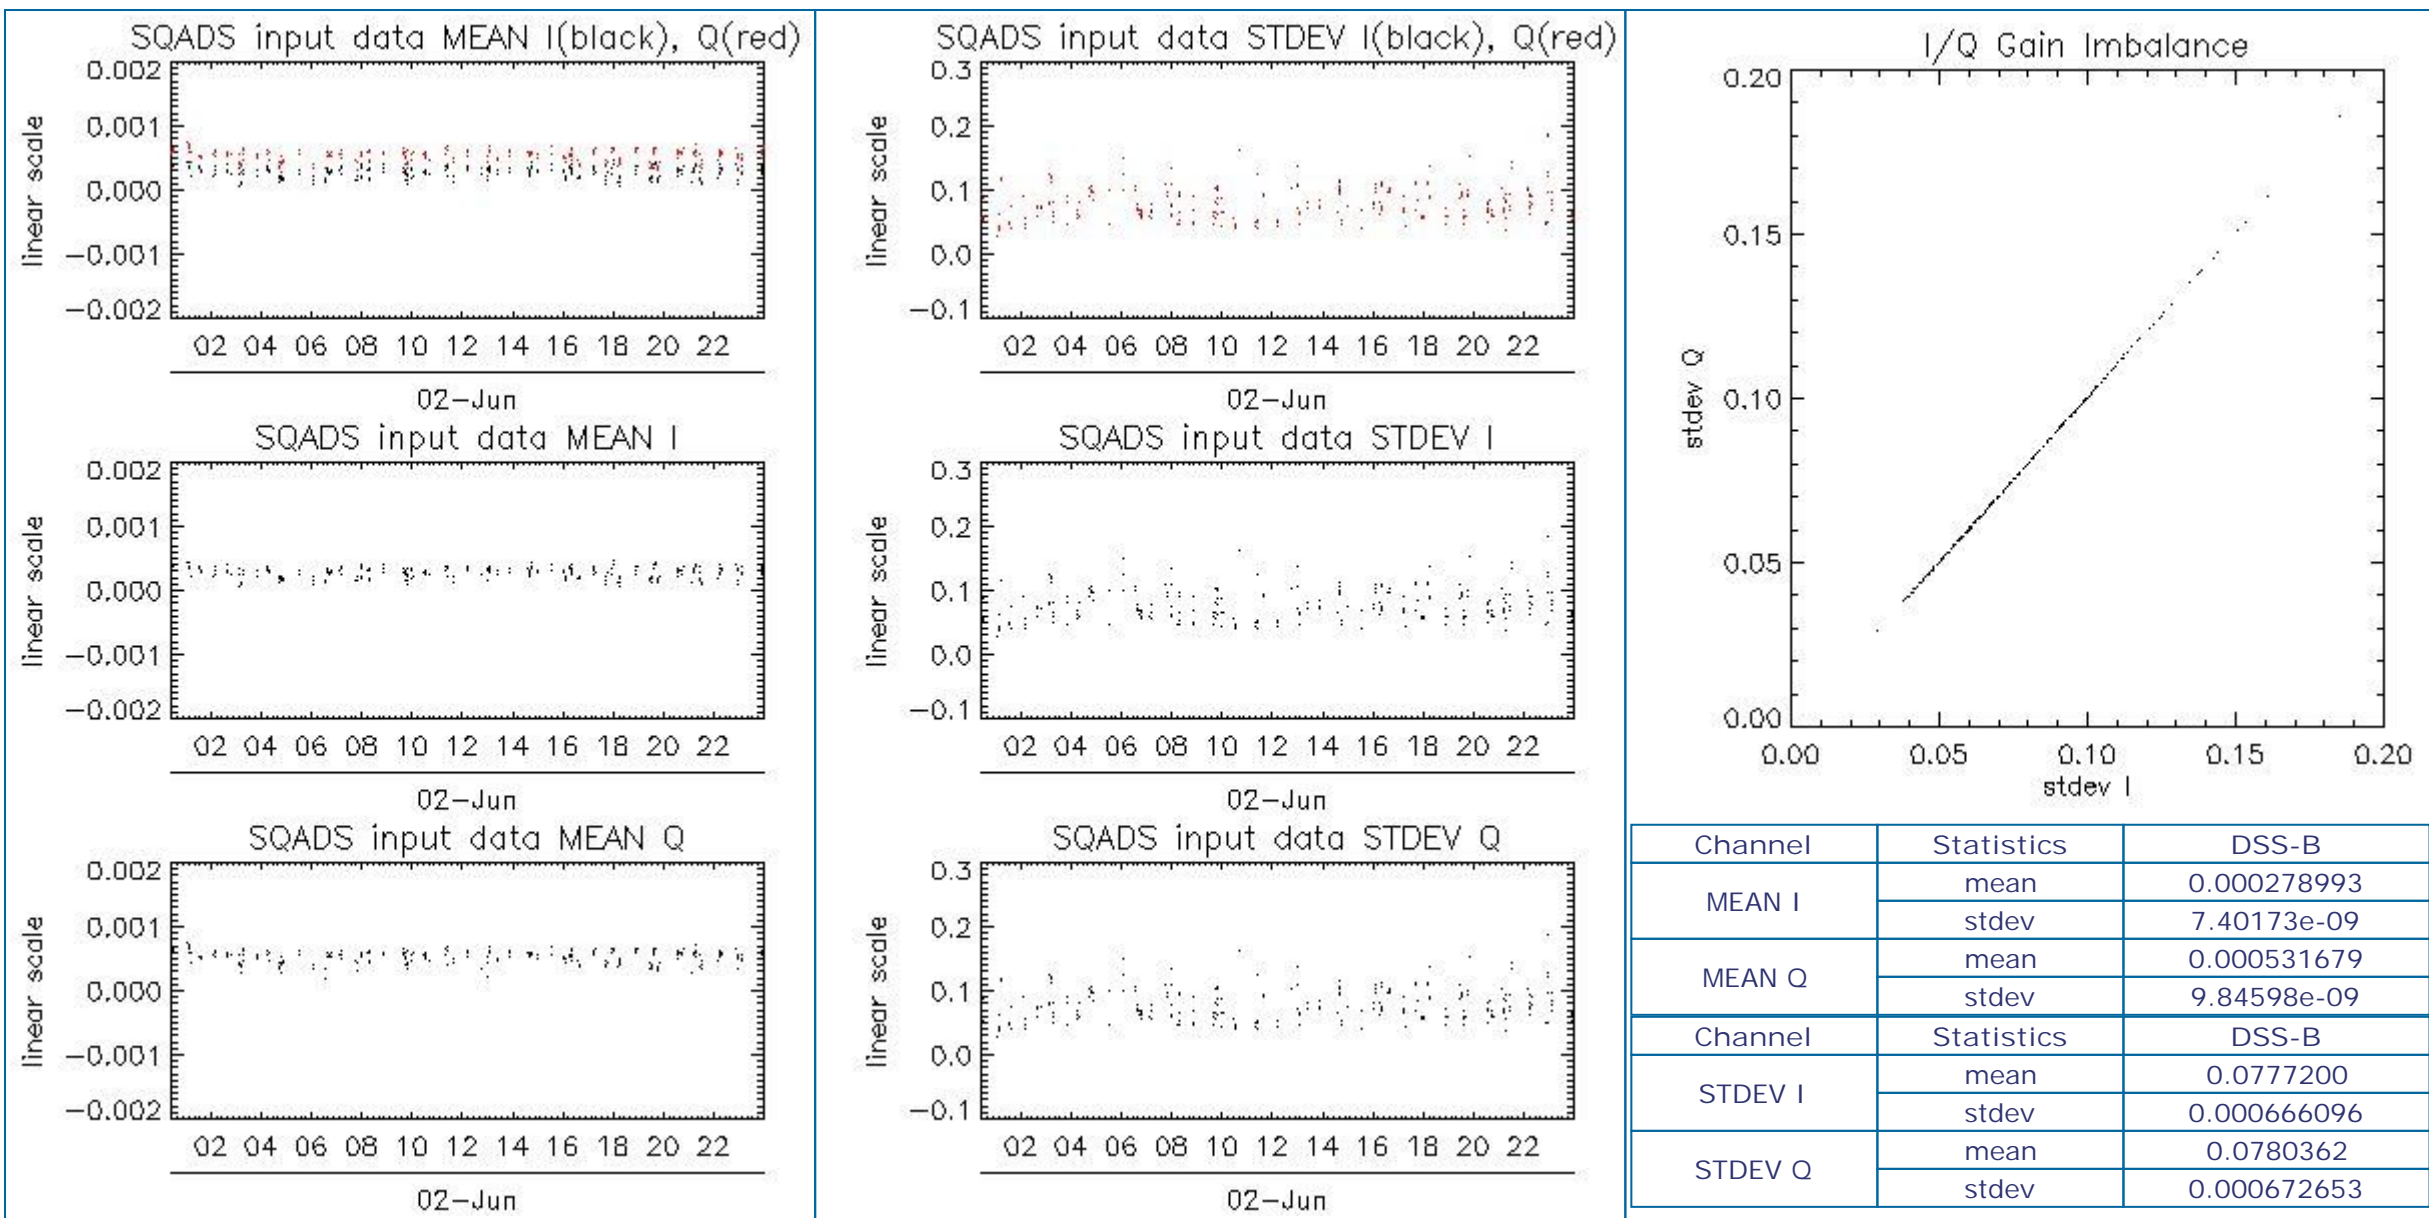 SQADS input data MEAN I(black), Q(red)
linear scale
0.002
0.001
0.000
−0.001
−0.002
02 04 06 08 10 12 14 16 18 20 22
02−Jun
SQADS input data MEAN I
linear scale
0.002
0.001
0.000
−0.001
−0.002
02 04 06 08 10 12 14 16 18 20 22
02−Jun
SQADS input data MEAN Q
linear scale
0.002
0.001
0.000
−0.001
−0.002
02 04 06 08 10 12 14 16 18 20 22
02−Jun
SQADS input data STDEV I(black), Q(red)
linear scale
0.3
0.2
0.1
0.0
−0.1
02 04 06 08 10 12 14 16 18 20 22
02−Jun
SQADS input data STDEV I
linear scale
0.3
0.2
0.1
0.0
−0.1
02 04 06 08 10 12 14 16 18 20 22
02−Jun
SQADS input data STDEV Q
linear scale
0.3
0.2
0.1
0.0
−0.1
02 04 06 08 10 12 14 16 18 20 22
02−Jun
I/Q Gain Imbalance
stdev Q
0.20
0.15
0.10
0.05
0.00
0.00 0.05 0.10 0.15 0.20
stdev I
Channel Statistics DSS-B
MEAN I mean 0.000278993
stdev 7.40173e-09
MEAN Q mean 0.000531679
stdev 9.84598e-09
Channel Statistics DSS-B
STDEV I mean 0.0777200
stdev 0.000666096
STDEV Q mean 0.0780362
stdev 0.000672653